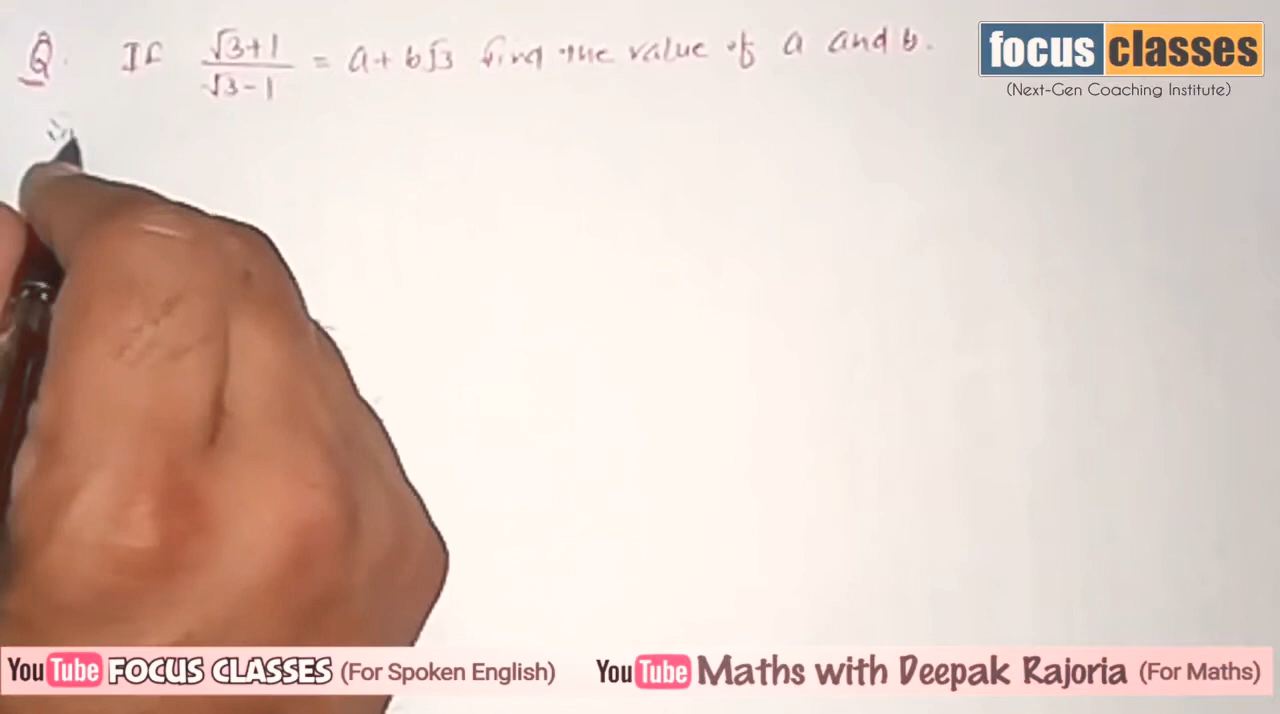 Q. If √3+1 / √3-1 = a + b√3 find the value of a and b.
focus classes
(Next-Gen Coaching Institute)
YouTube FOCUS CLASSES (For Spoken English) YouTube Maths with Deepak Rajoria (For Maths)